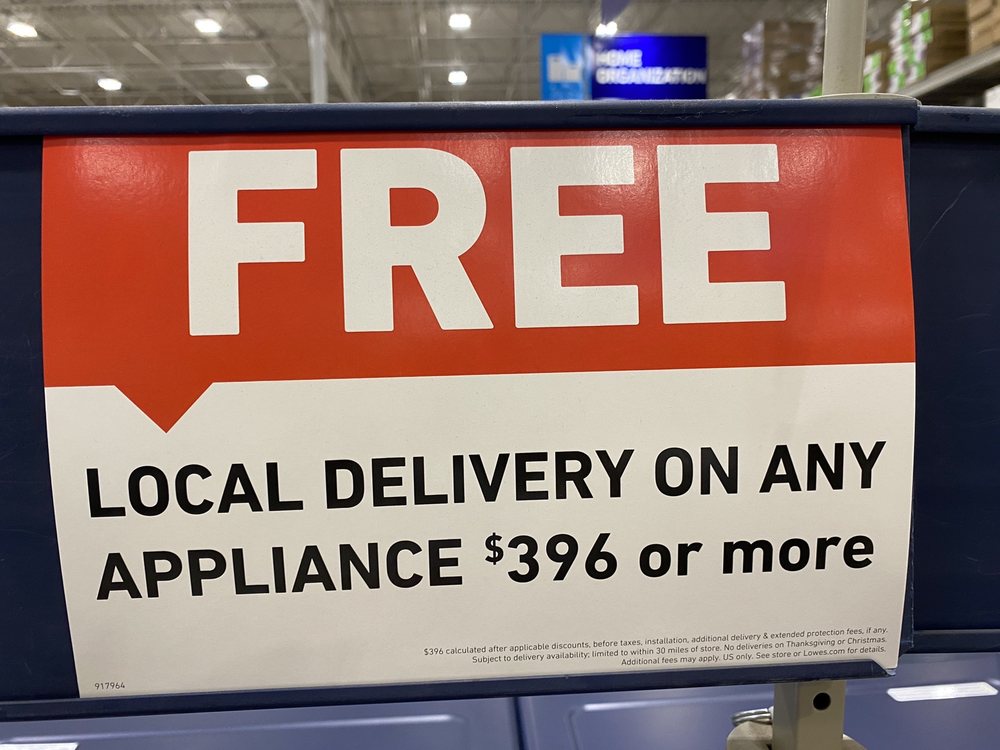 HOME
ORGANIZATION
FREE
LOCAL DELIVERY ON ANY
APPLIANCE $396 or more
$396 calculated after applicable discounts, before taxes, installation, additional delivery & extended protection fees, if any.
Subject to delivery availability; limited to within 30 miles of store. No deliveries on Thanksgiving or Christmas.
Additional fees may apply. US only. See store or Lowes.com for details.
917964